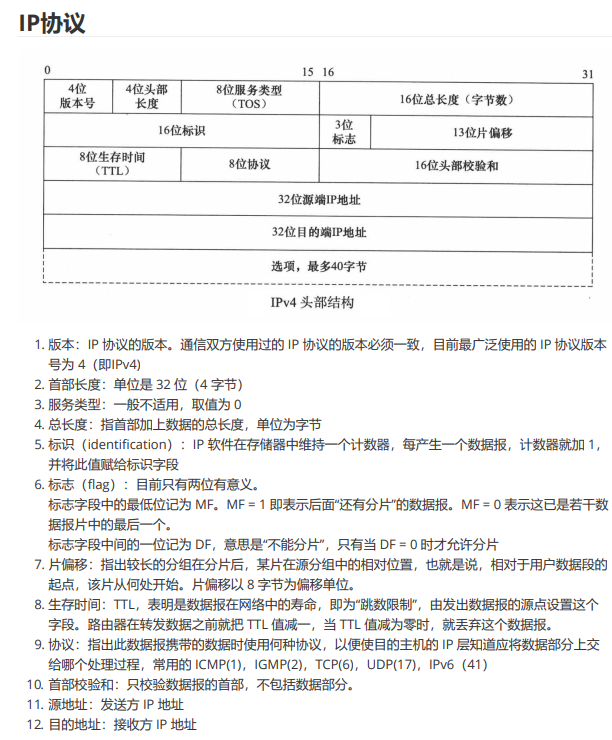 IP协议
0 15 16 31
4位 4位头部 8位服务类型 16位总长度（字节数）
版本号 长度 （TOS）
16位标识 3位 13位片偏移
标志
8位生存时间 8位协议 16位头部校验和
（TTL）
32位源端IP地址
32位目的端IP地址
选项，最多40字节
IPv4 头部结构
1. 版本：IP 协议的版本。通信双方使用过的 IP 协议的版本必须一致，目前最广泛使用的 IP 协议版本
号为 4（即IPv4)
2. 首部长度：单位是 32 位（4 字节）
3. 服务类型：一般不适用，取值为 0
4. 总长度：指首部加上数据的总长度，单位为字节
5. 标识（identification）：IP 软件在存储器中维持一个计数器，每产生一个数据报，计数器就加 1，
并将此值赋给标识字段
6. 标志（flag）：目前只有两位有意义。
标志字段中的最低位记为 MF。MF = 1 即表示后面“还有分片”的数据报。MF = 0 表示这已是若干数
据报片中的最后一个。
标志字段中间的一位记为 DF，意思是“不能分片”，只有当 DF = 0 时才允许分片
7. 片偏移：指出较长的分组在分片后，某片在源分组中的相对位置，也就是说，相对于用户数据段的
起点，该片从何处开始。片偏移以 8 字节为偏移单位。
8. 生存时间：TTL，表明是数据报在网络中的寿命，即为“跳数限制”，由发出数据报的源点设置这个
字段。路由器在转发数据之前就把 TTL 值减一，当 TTL 值减为零时，就丢弃这个数据报。
9. 协议：指出此数据报携带的数据时使用何种协议，以便使目的主机的 IP 层知道应将数据部分上交
给哪个处理过程，常用的 ICMP(1)，IGMP(2)，TCP(6)，UDP(17)，IPv6（41）
10. 首部校验和：只校验数据报的首部，不包括数据部分。
11. 源地址：发送方 IP 地址
12. 目的地址：接收方 IP 地址